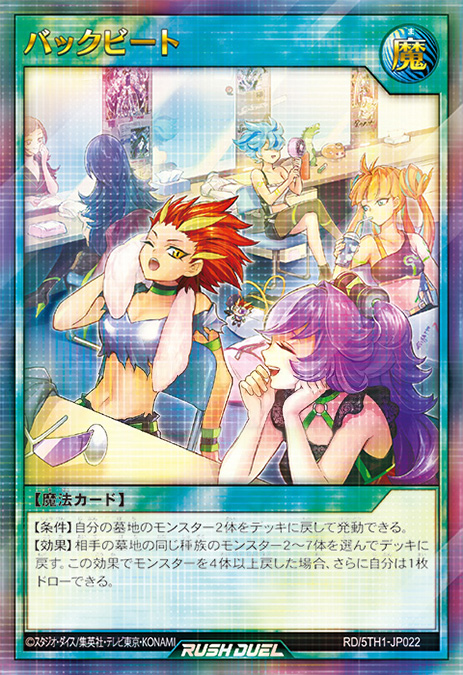 バックビート
魔
【魔法カード】
【条件】自分の墓地のモンスター2体をデッキに戻して発動できる。
【効果】相手の墓地の同じ種族のモンスター2~7体を選んでデッキに
戻す。この効果でモンスターを4体以上戻した場合、さらに自分は1枚
ドローできる。
©スタジオ・ダイス/集英社・テレビ東京・KONAMI
RUSH DUEL
RD/5TH1-JP022